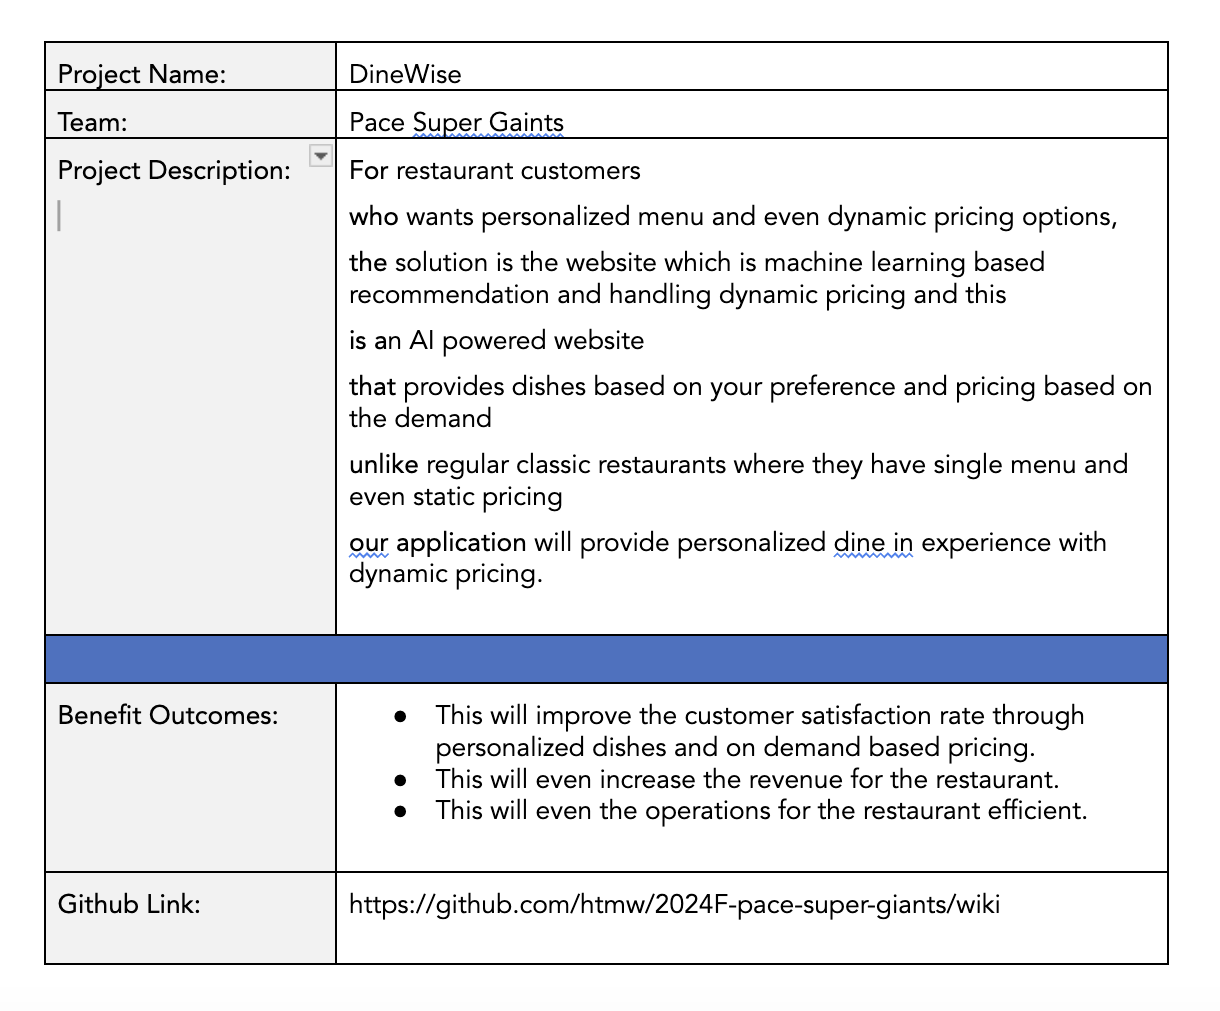 Project Name:
DineWise
Team:
Pace Super Gaints
Project Description:
For restaurant customers
who wants personalized menu and even dynamic pricing options,
the solution is the website which is machine learning based
recommendation and handling dynamic pricing and this
is an AI powered website
that provides dishes based on your preference and pricing based on
the demand
unlike regular classic restaurants where they have single menu and
even static pricing
our application will provide personalized dine in experience with
dynamic pricing.
Benefit Outcomes:
● This will improve the customer satisfaction rate through
personalized dishes and on demand based pricing.
● This will even increase the revenue for the restaurant.
● This will even the operations for the restaurant efficient.
Github Link:
https://github.com/htmw/2024F-pace-super-giants/wiki